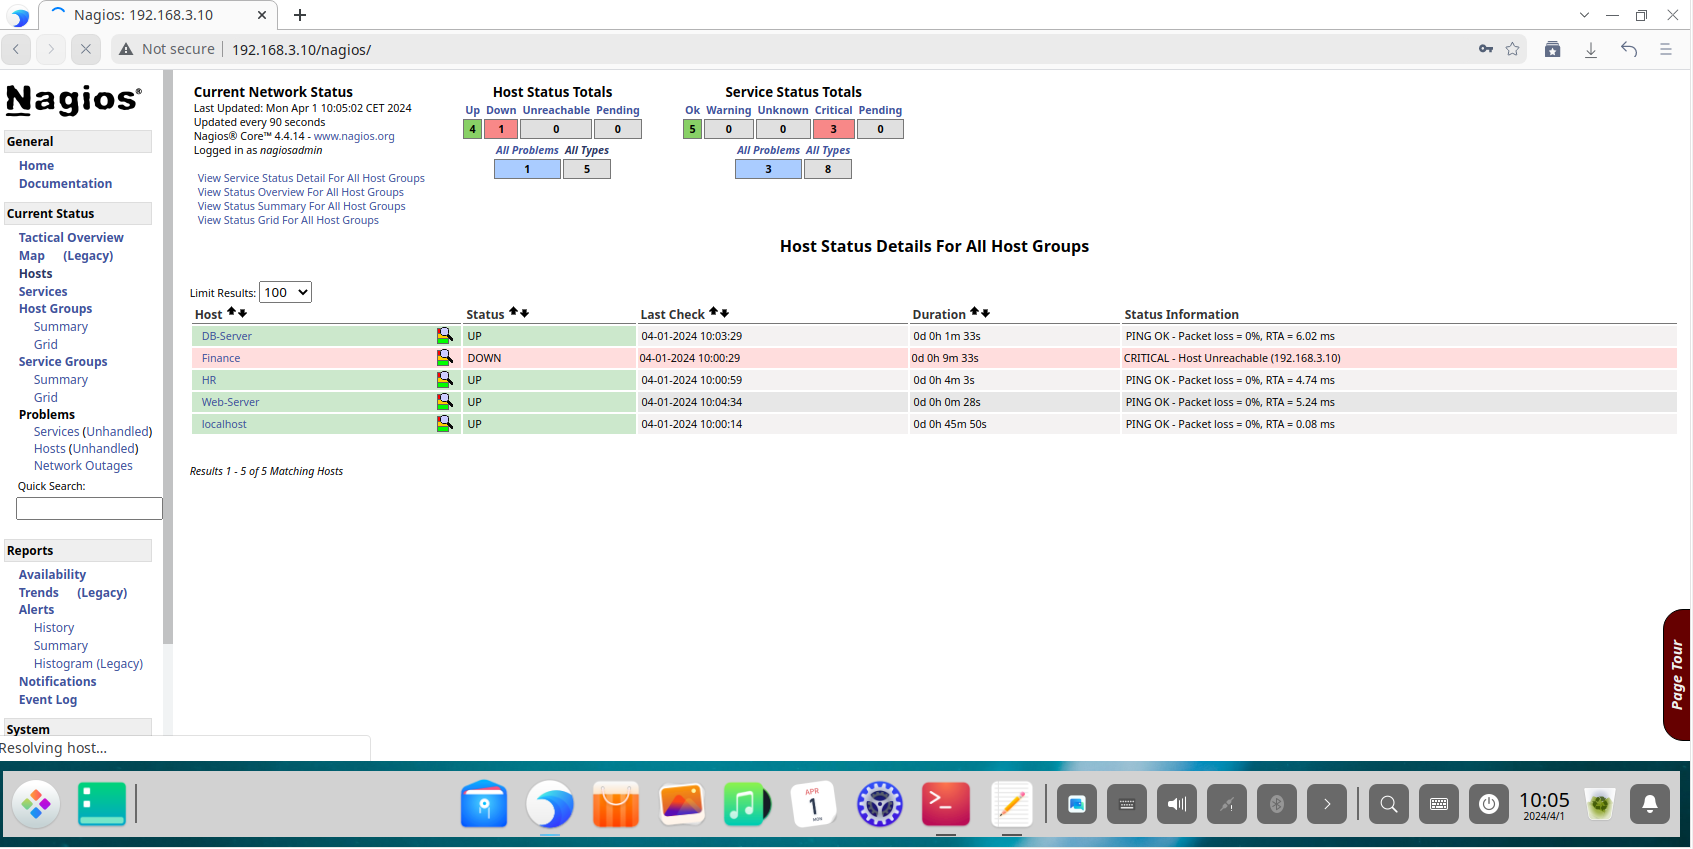 Nagios: 192.168.3.10
Not secure 192.168.3.10/nagios/
Nagios®
General
Home
Documentation
Current Status
Tactical Overview
Map (Legacy)
Hosts
Services
Host Groups
Summary
Grid
Service Groups
Summary
Grid
Problems
Services (Unhandled)
Hosts (Unhandled)
Network Outages
Quick Search:
Reports
Availability
Trends (Legacy)
Alerts
History
Summary
Histogram (Legacy)
Notifications
Event Log
System
Resolving host...
Current Network Status
Last Updated: Mon Apr 1 10:05:02 CET 2024
Updated every 90 seconds
Nagios® Core™ 4.4.14 - www.nagios.org
Logged in as nagiosadmin
View Service Status Detail For All Host Groups
View Status Overview For All Host Groups
View Status Summary For All Host Groups
View Status Grid For All Host Groups
Host Status Totals
Up Down Unreachable Pending
4 1 0 0
All Problems All Types
1 5
Service Status Totals
Ok Warning Unknown Critical Pending
5 0 0 3 0
All Problems All Types
3 8
Host Status Details For All Host Groups
Limit Results: 100
Host Status Last Check Duration Status Information
DB-Server UP 04-01-2024 10:03:29 0d 0h 1m 33s PING OK - Packet loss = 0%, RTA = 6.02 ms
Finance DOWN 04-01-2024 10:00:29 0d 0h 9m 33s CRITICAL - Host Unreachable (192.168.3.10)
HR UP 04-01-2024 10:00:59 0d 0h 4m 3s PING OK - Packet loss = 0%, RTA = 4.74 ms
Web-Server UP 04-01-2024 10:04:34 0d 0h 0m 28s PING OK - Packet loss = 0%, RTA = 5.24 ms
localhost UP 04-01-2024 10:00:14 0d 0h 45m 50s PING OK - Packet loss = 0%, RTA = 0.08 ms
Results 1 - 5 of 5 Matching Hosts
Page Tour
APR
1
MON
10:05
2024/4/1